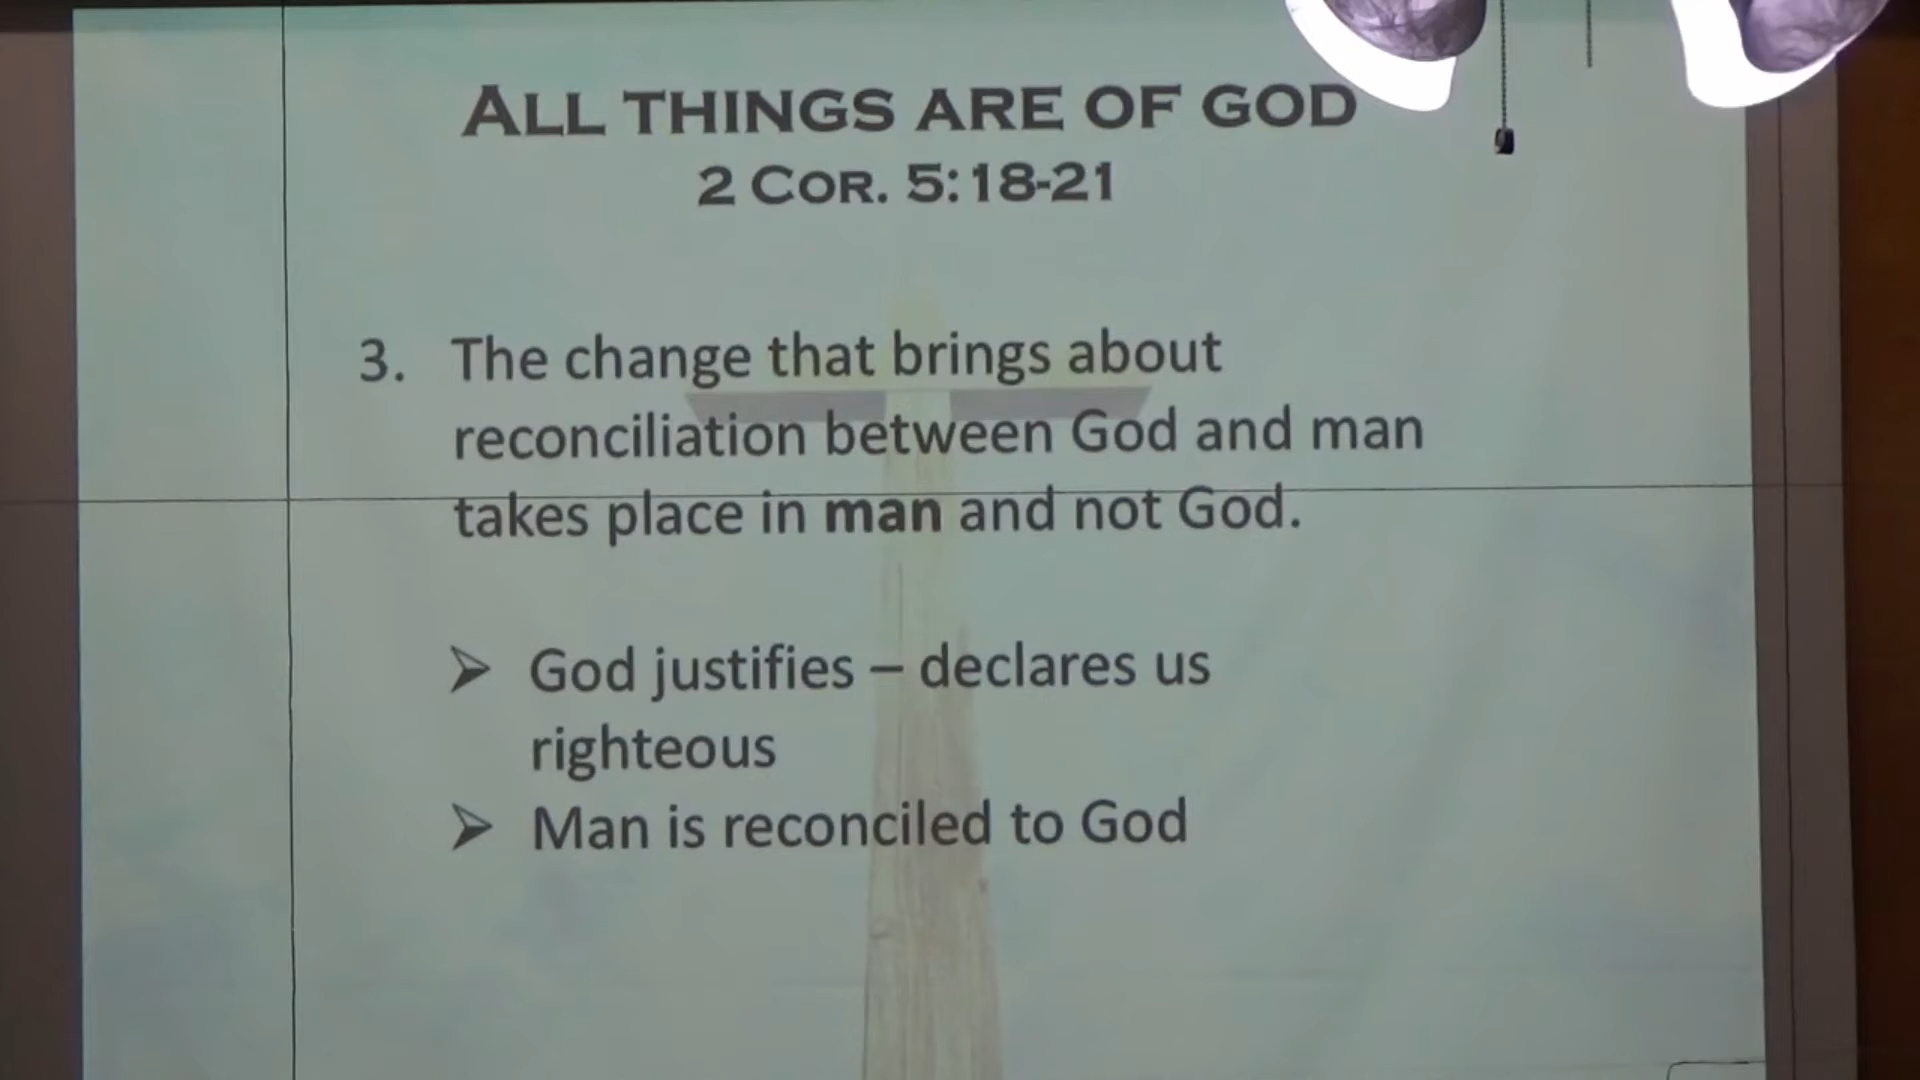 ALL THINGS ARE OF GOD
2 COR. 5:18-21
3. The change that brings about
reconciliation between God and man
takes place in man and not God.
➢ God justifies – declares us
righteous
➢ Man is reconciled to God